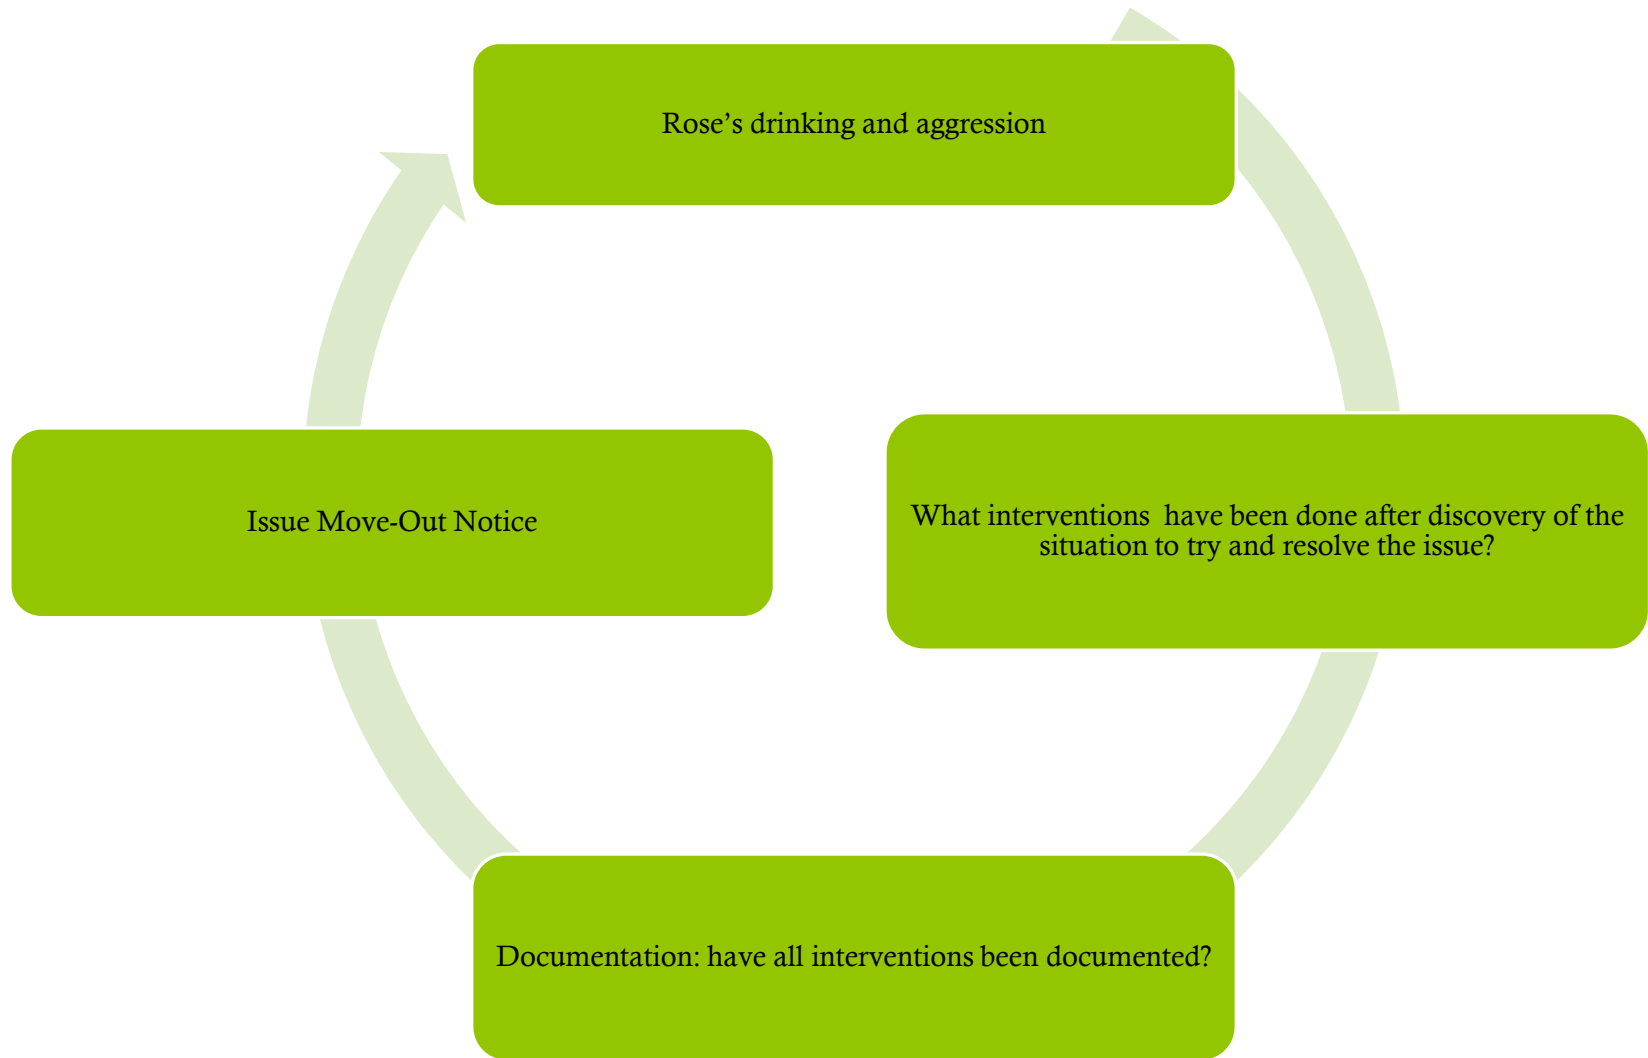 Rose’s drinking and aggression
What interventions  have been done after discovery of the
situation to try and resolve the issue?
Documentation: have all interventions been documented?
Issue Move-Out Notice